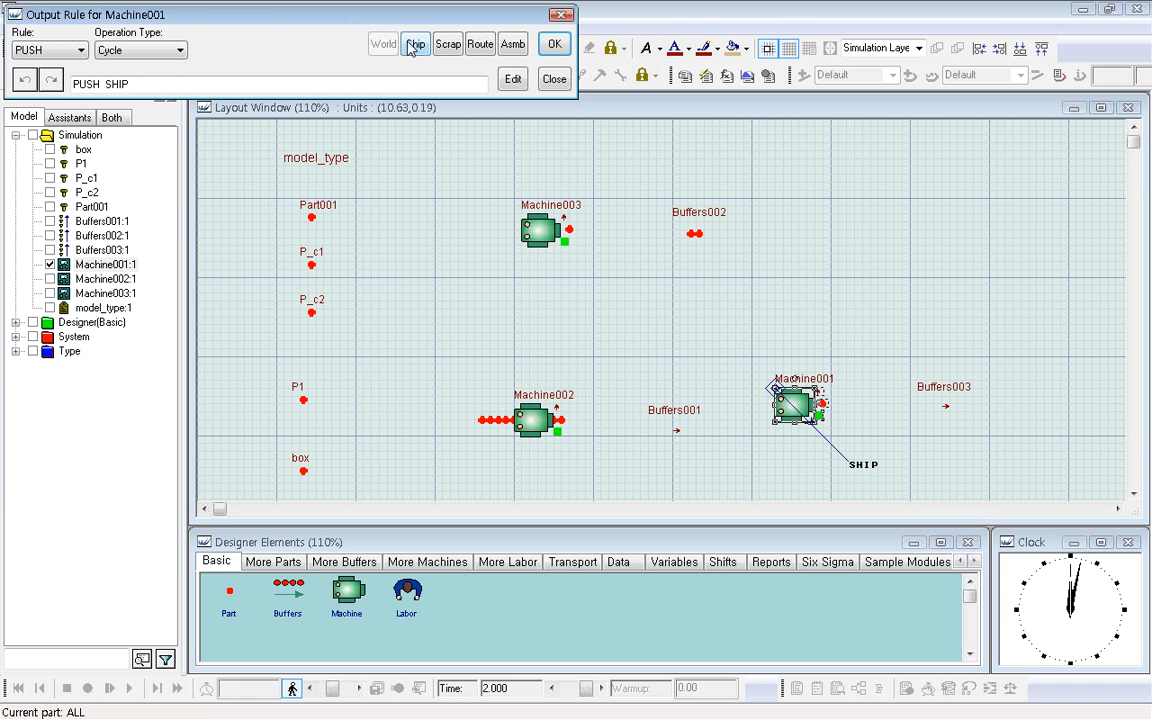 Output Rule for Machine001
Rule:
Operation Type:
PUSH
Cycle
World
Ship
Scrap
Route
Asmb
OK
PUSH SHIP
Edit
Close
A
A
Simulation Laye
Default
Default
Model
Assistants
Both
Simulation
box
P1
P_c1
P_c2
Part001
Buffers001:1
Buffers002:1
Buffers003:1
Machine001:1
Machine002:1
Machine003:1
model_type:1
Designer(Basic)
System
Type
Layout Window (110%) : Units : (10.63,0.19)
model_type
Part001
Machine003
Buffers002
P_c1
P_c2
P1
Machine002
Buffers001
Machine001
Buffers003
box
SHIP
Designer Elements (110%)
Basic
More Parts
More Buffers
More Machines
More Labor
Transport
Data
Variables
Shifts
Reports
Six Sigma
Sample Modules
Part
Buffers
Machine
Labor
Clock
Time:
2.000
Warmup:
0.00
Current part: ALL